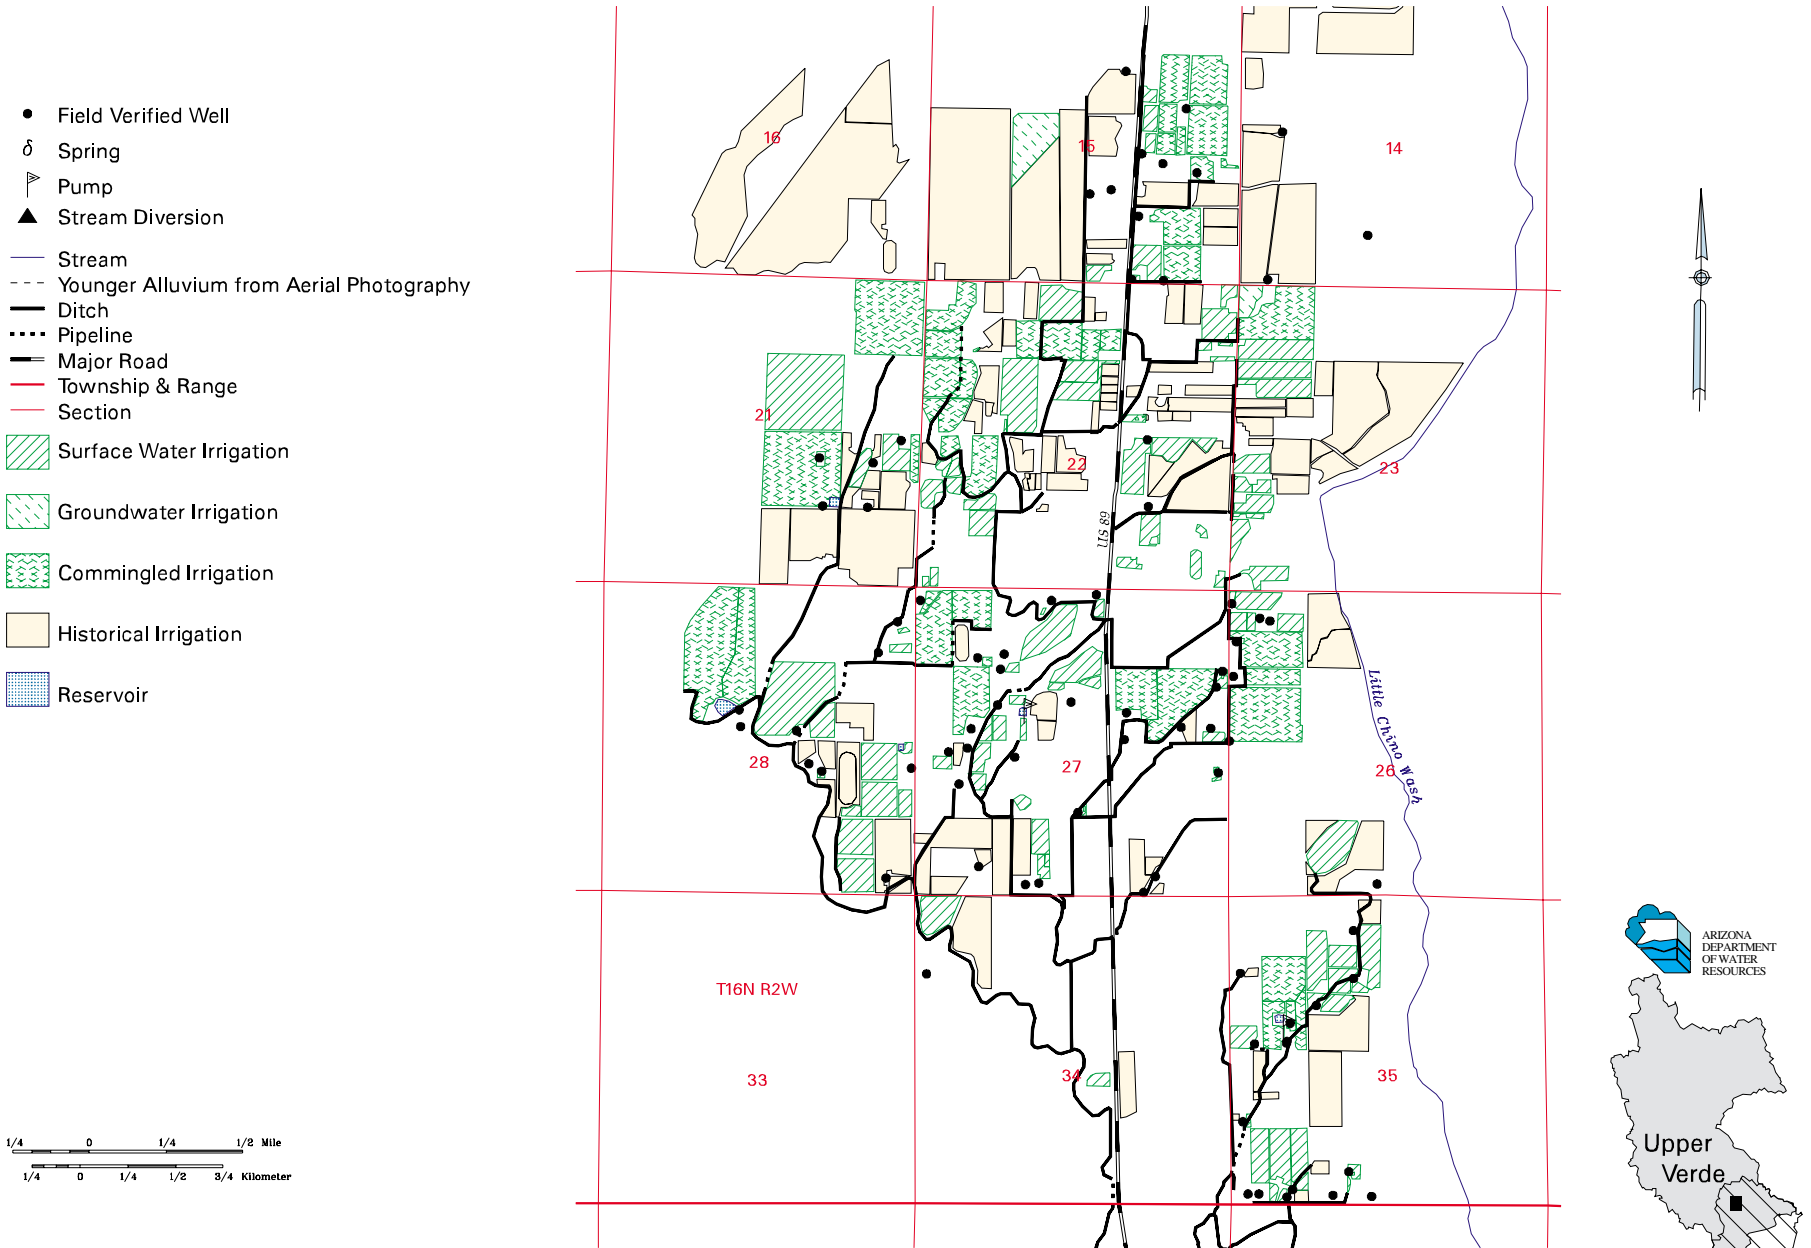 Field Verified Well
Spring
Pump
Stream Diversion
Stream
Younger Alluvium from Aerial Photography
Ditch
Pipeline
Major Road
Township & Range
Section
Surface Water Irrigation
Groundwater Irrigation
Commingled Irrigation
Historical Irrigation
Reservoir
1/4 0 1/4 1/2 Mile
1/4 0 1/4 1/2 3/4 Kilometer
16
15
14
21
22
23
US 89
28
27
26
Little Chino Wash
T16N R2W
33
34
35
ARIZONA
DEPARTMENT
OF WATER
RESOURCES
Upper
Verde